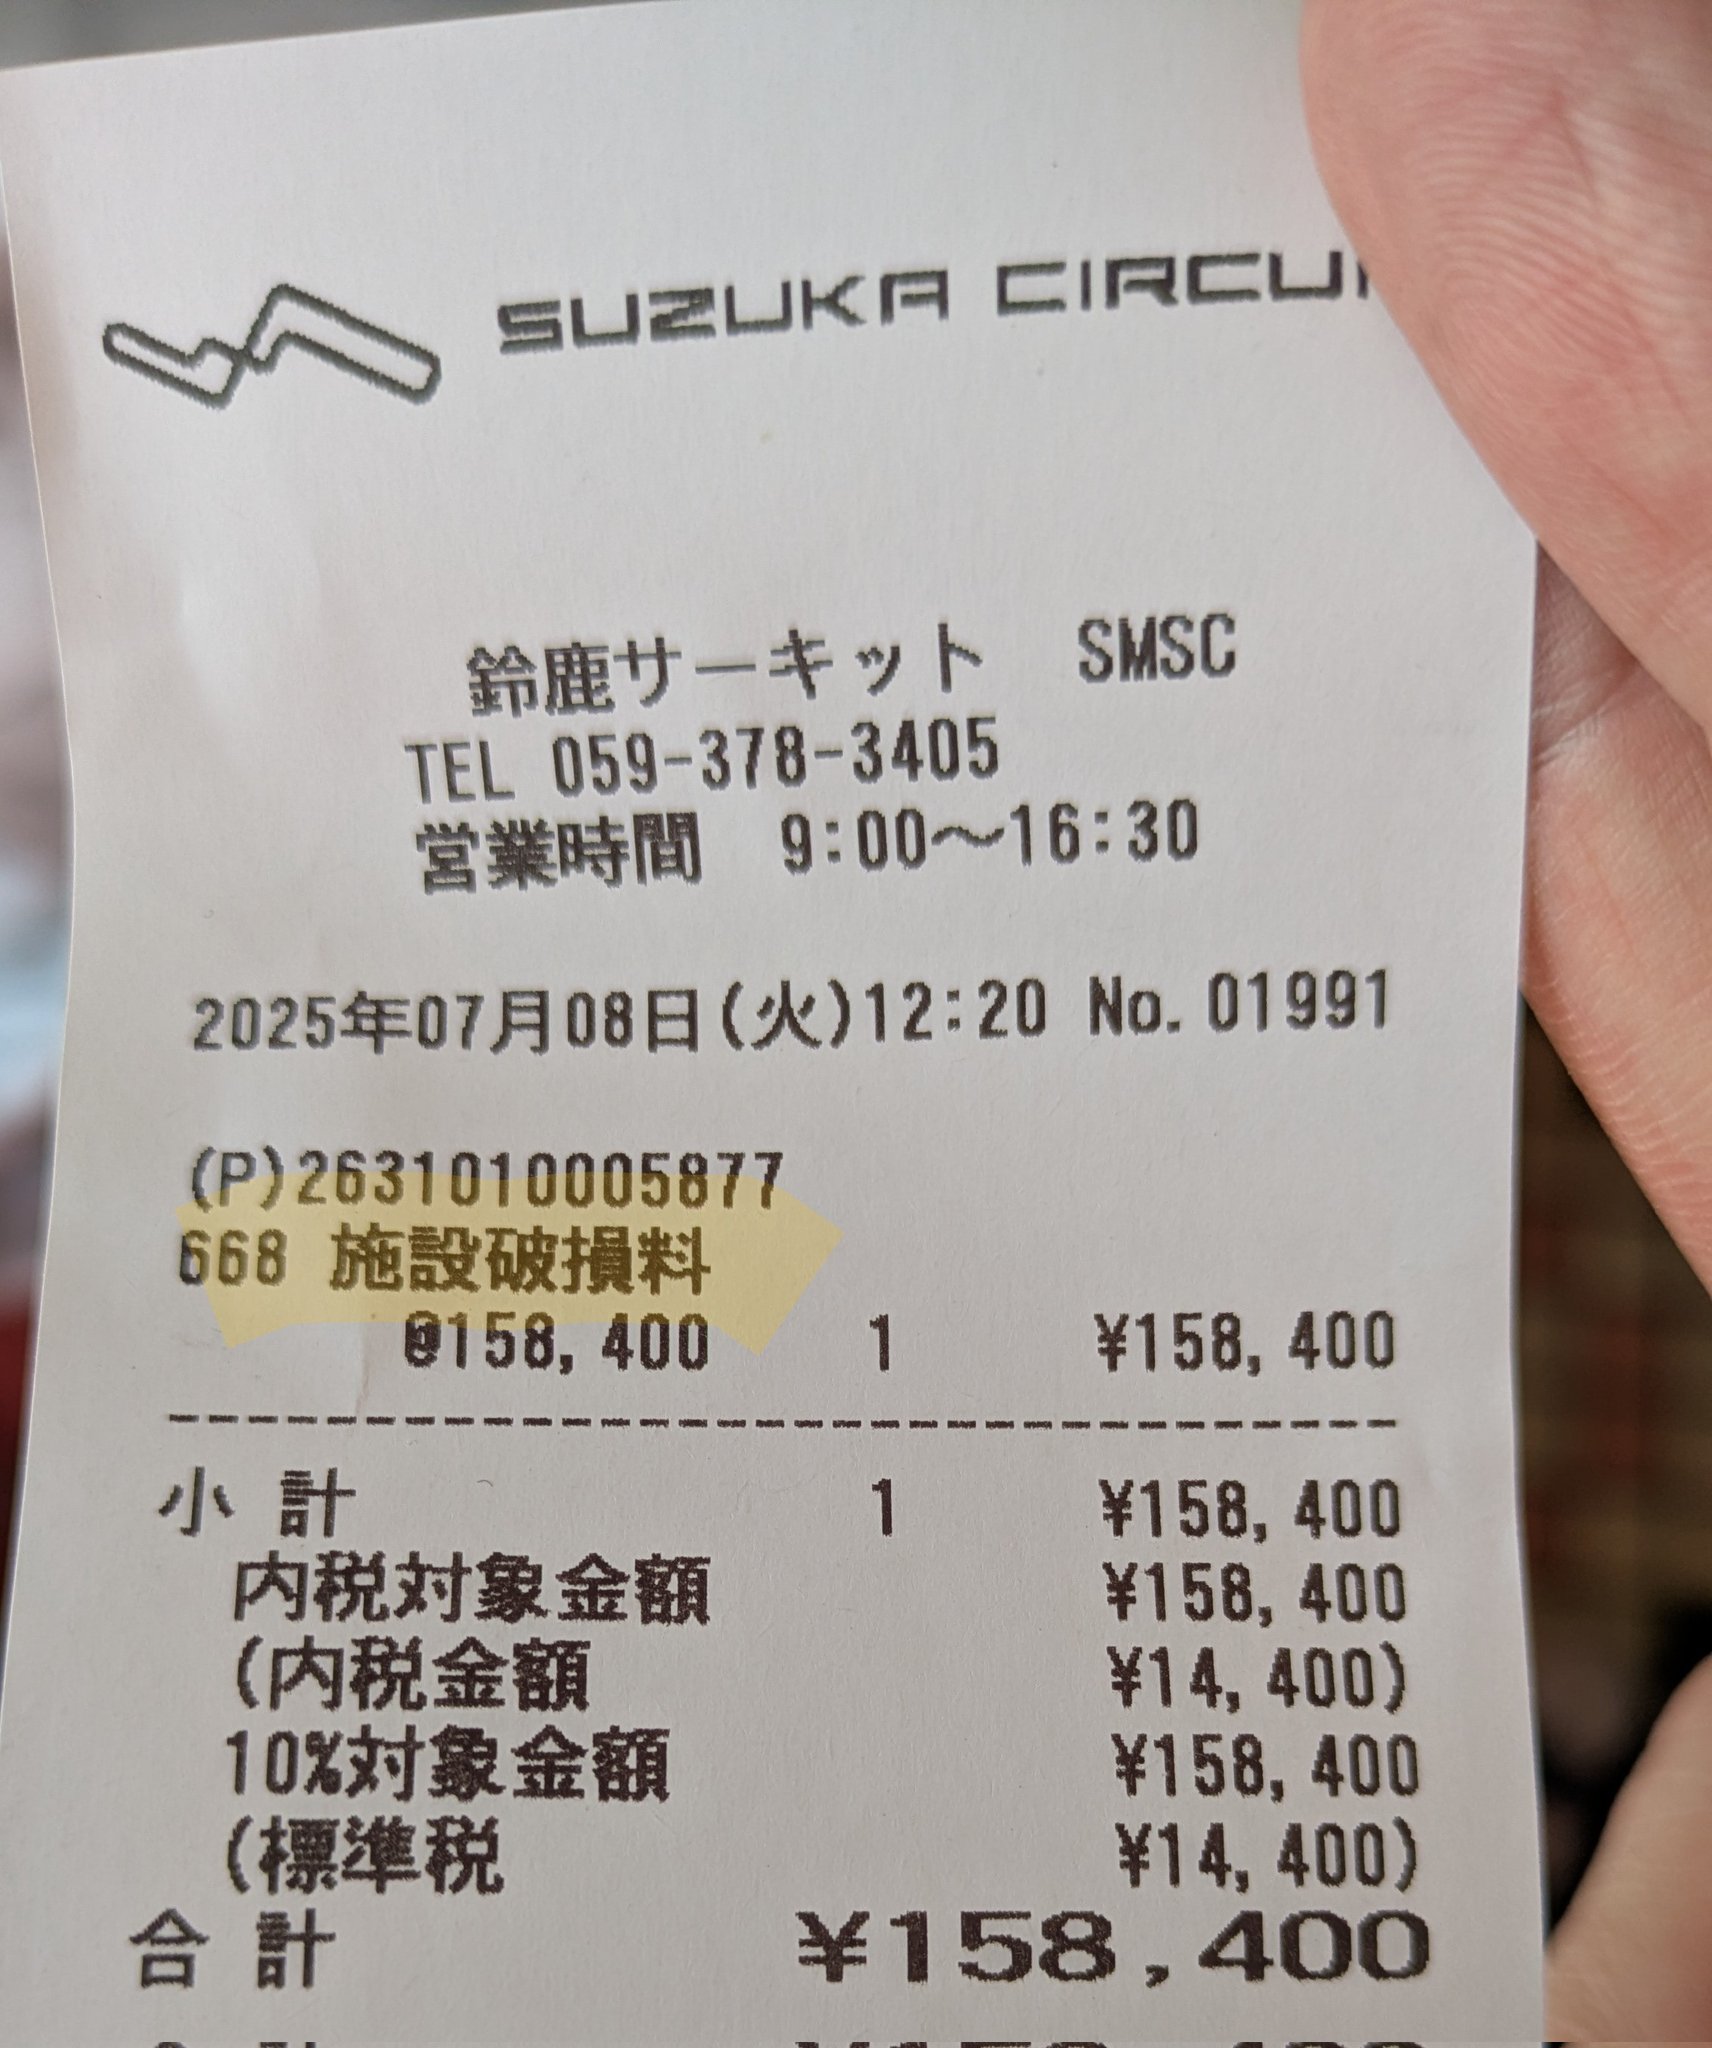 SUZUKA CIRCUI
鈴鹿サーキット SMSC
TEL 059-378-3405
営業時間 9:00～16:30
2025年07月08日(火)12:20 No.01991
(P)2631010005877
668 施設破損料
@158,400 1 ¥158,400
小 計 1 ¥158,400
内税対象金額 ¥158,400
(内税金額 ¥14,400)
10%対象金額 ¥158,400
(標準税 ¥14,400)
合 計 ¥158,400